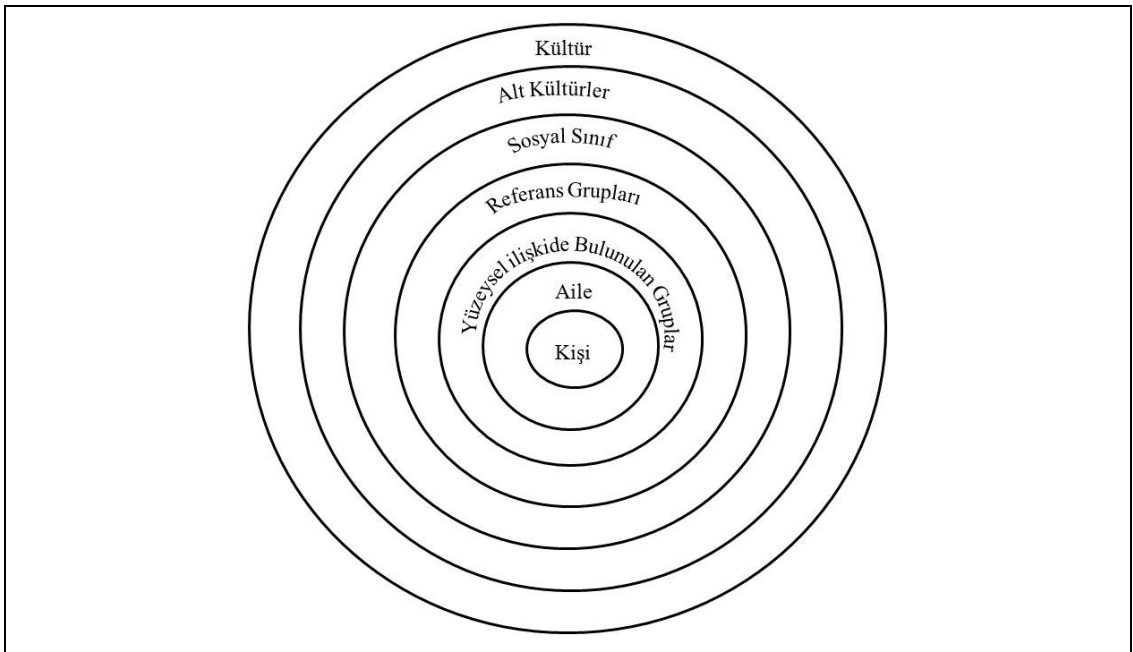 Kültür
Alt Kültürler
Sosyal Sınıf
Referans Grupları
Yüzeysel ilişkide Bulunulan Gruplar
Aile
Kişi